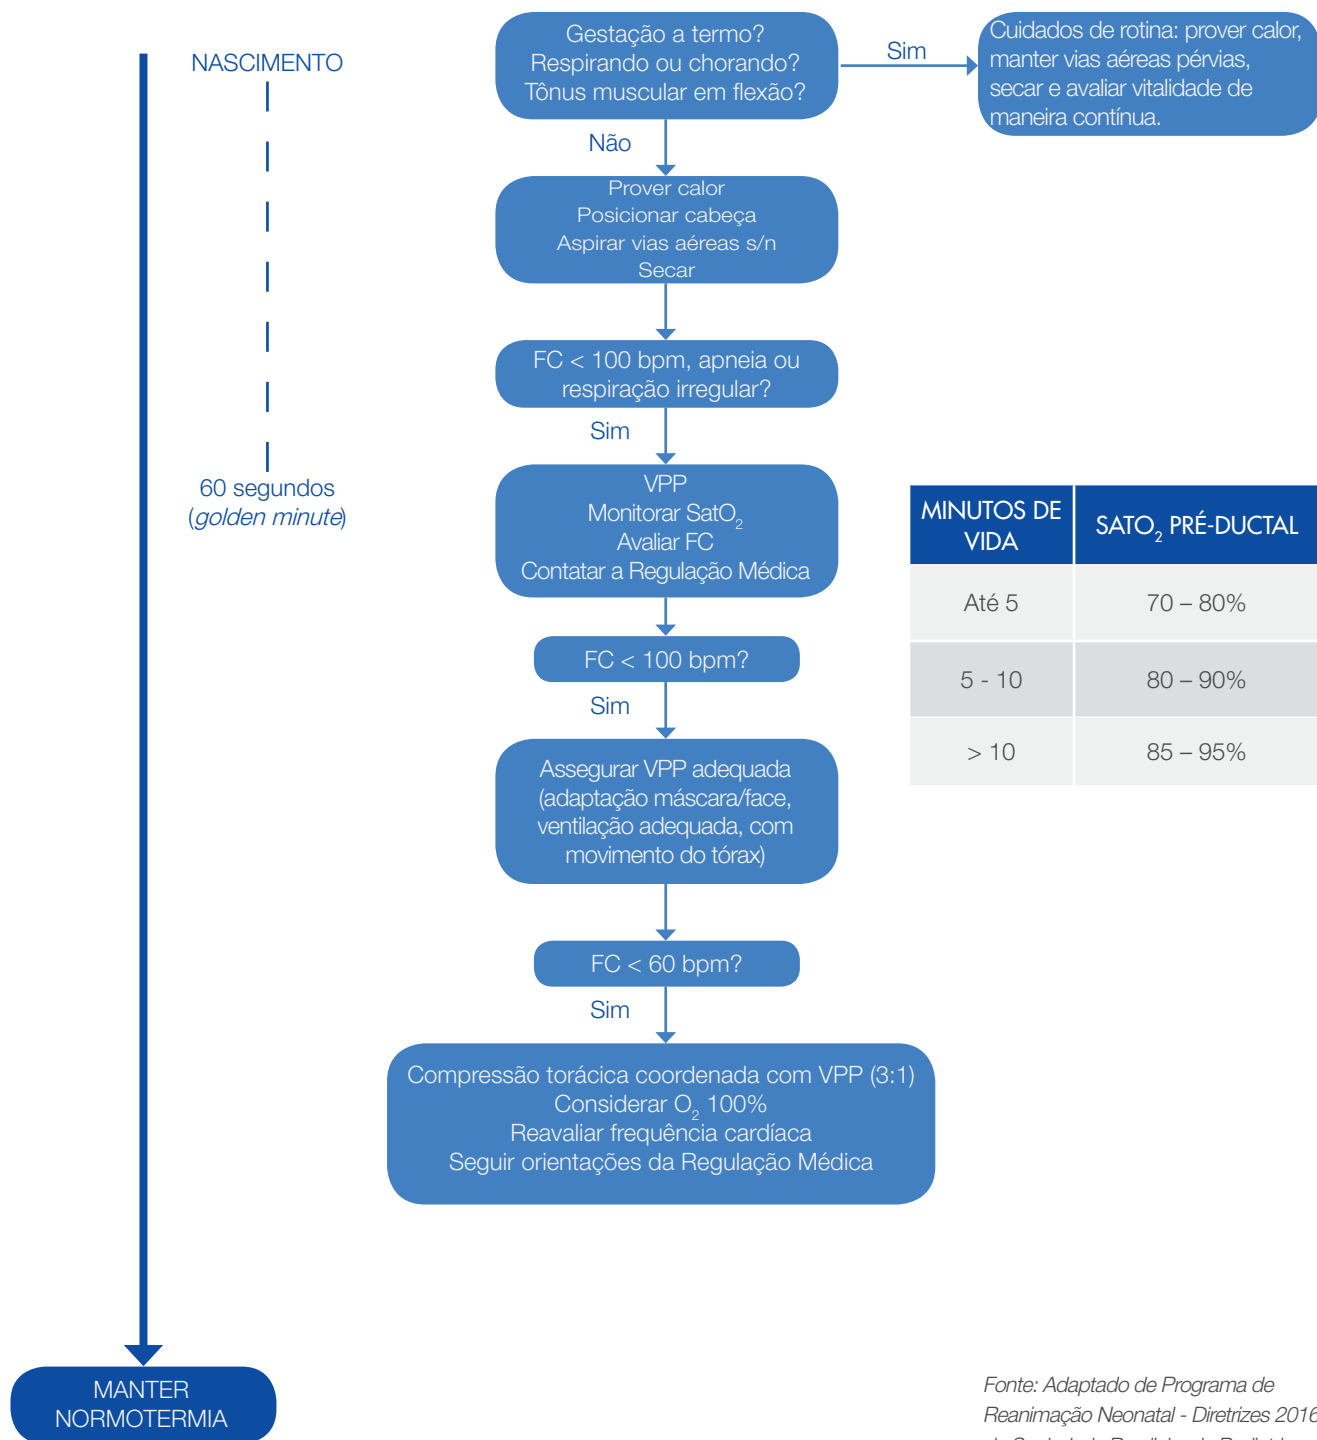 NASCIMENTO
60 segundos
(golden minute)
Gestação a termo?
Respirando ou chorando?
Tônus muscular em flexão?
Sim
Cuidados de rotina: prover calor,
manter vias aéreas pérvias,
secar e avaliar vitalidade de
maneira contínua.
Não
Prover calor
Posicionar cabeça
Aspirar vias aéreas s/n
Secar
FC < 100 bpm, apneia ou
respiração irregular?
Sim
VPP
Monitorar SatO₂
Avaliar FC
Contatar a Regulação Médica
FC < 100 bpm?
Sim
Assegurar VPP adequada
(adaptação máscara/face,
ventilação adequada, com
movimento do tórax)
FC < 60 bpm?
Sim
Compressão torácica coordenada com VPP (3:1)
Considerar O₂ 100%
Reavaliar frequência cardíaca
Seguir orientações da Regulação Médica
MINUTOS DE
VIDA
SATO₂ PRÉ-DUCTAL
Até 5
70 – 80%
5 - 10
80 – 90%
> 10
85 – 95%
MANTER
NORMOTERMIA
Fonte: Adaptado de Programa de
Reanimação Neonatal - Diretrizes 2016